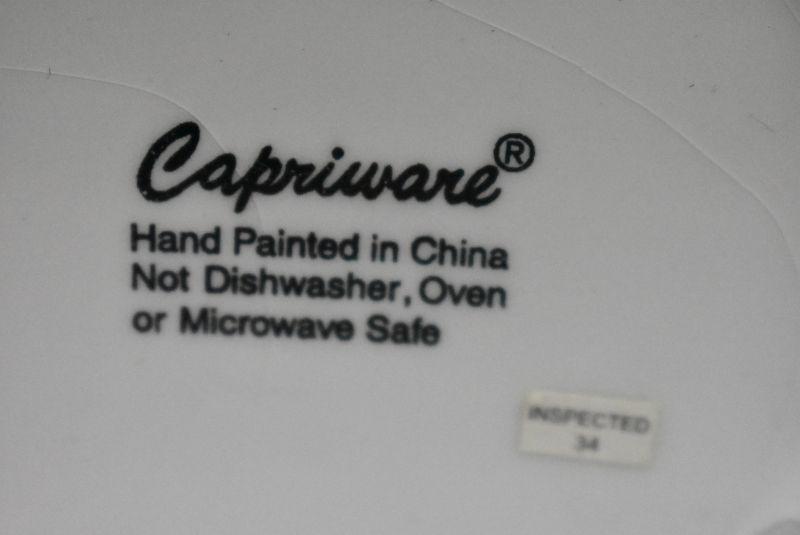 Capriware®
Hand Painted in China
Not Dishwasher, Oven
or Microwave Safe
INSPECTED
34